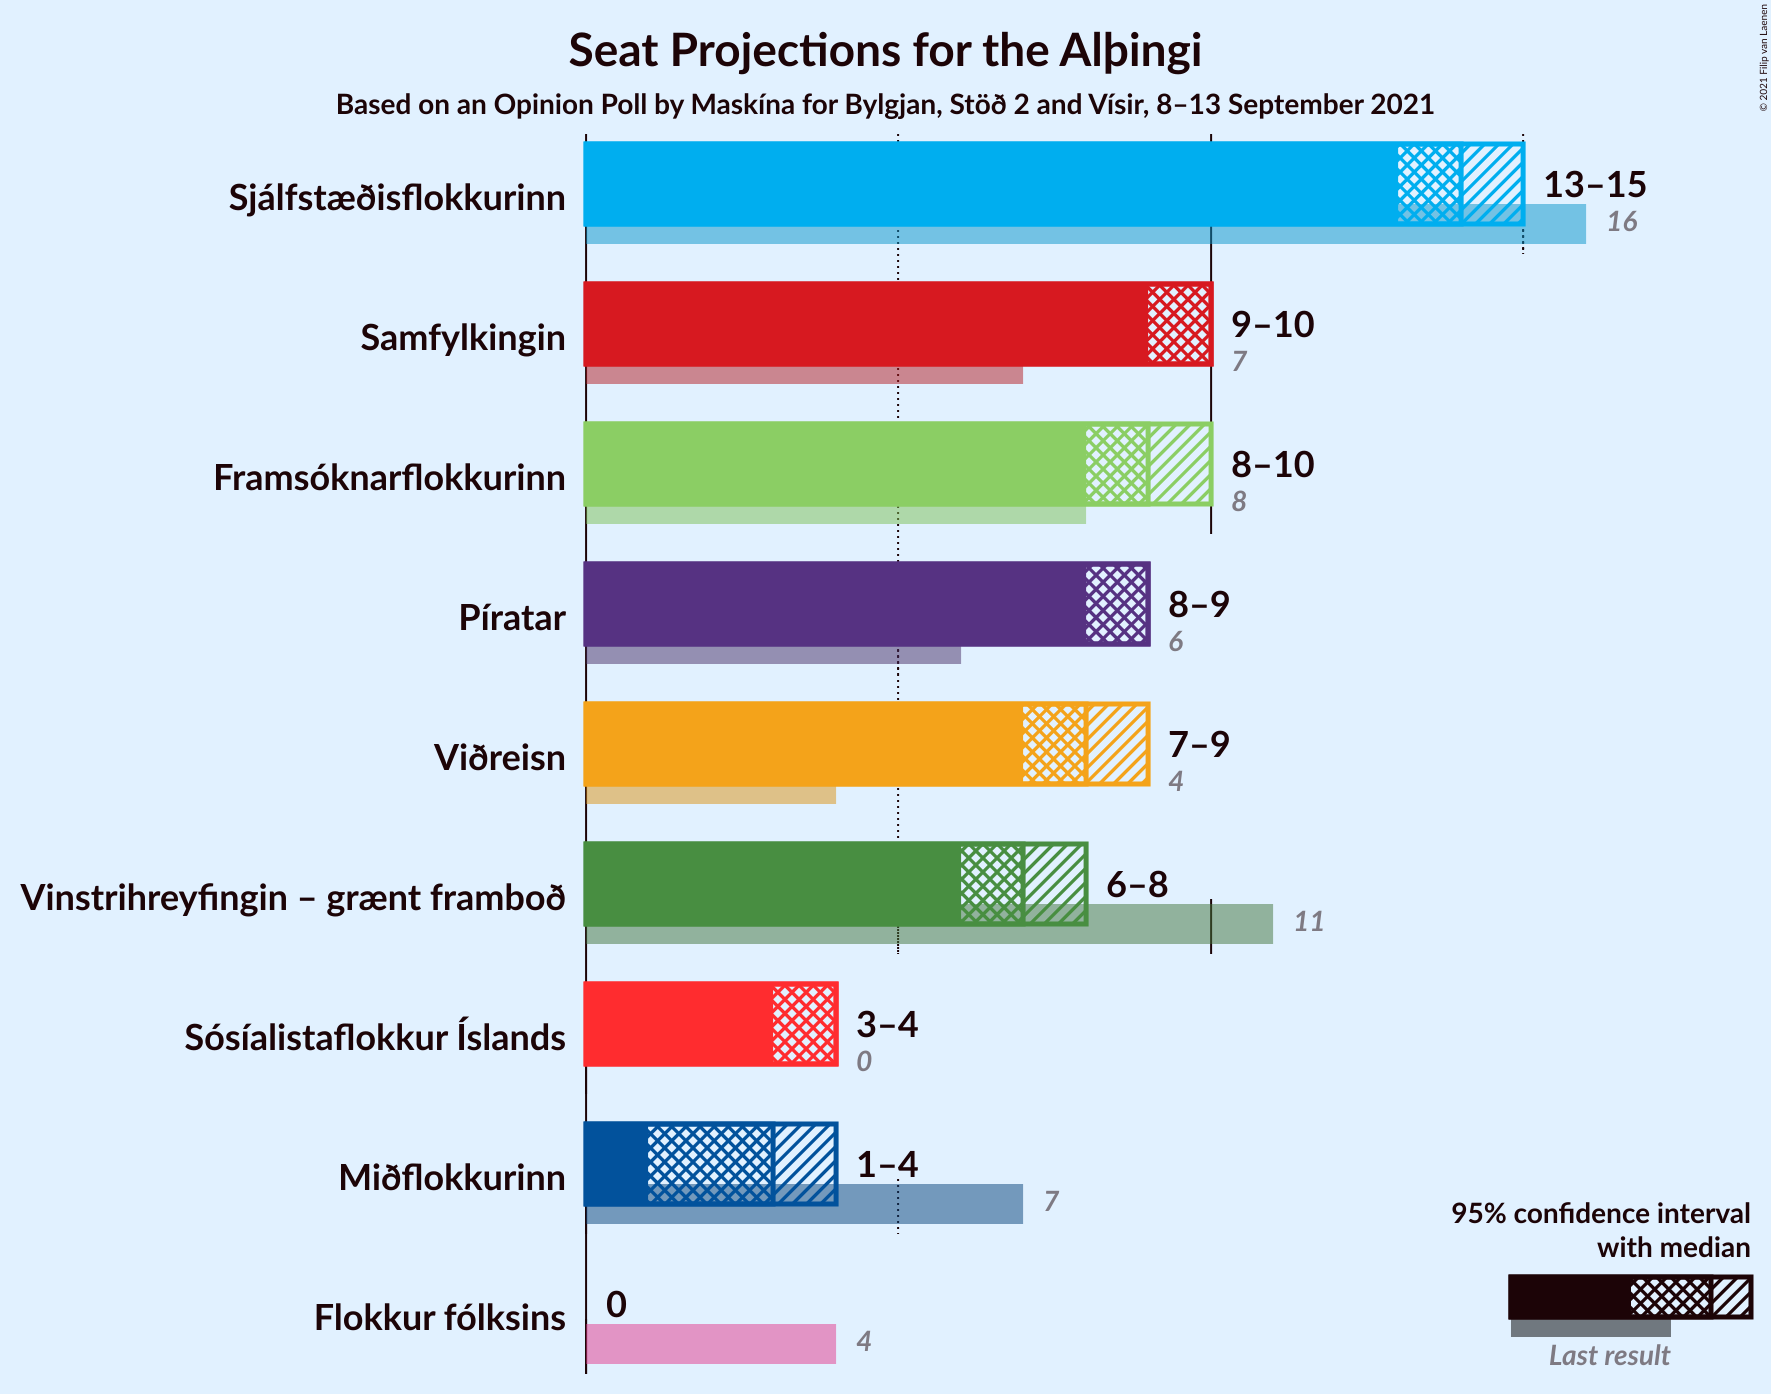 Seat Projections for the Alþingi
Based on an Opinion Poll by Maskína for Bylgjan, Stöð 2 and Vísir, 8–13 September 2021
© 2021 Filip van Laenen
Sjálfstæðisflokkurinn
13–15
16
Samfylkingin
9–10
7
Framsóknarflokkurinn
8–10
8
Píratar
8–9
6
Viðreisn
7–9
4
Vinstrihreyfingin – grænt framboð
6–8
11
Sósíalistaflokkur Íslands
3–4
0
Miðflokkurinn
1–4
7
Flokkur fólksins
0
4
95% confidence interval
with median
Last result